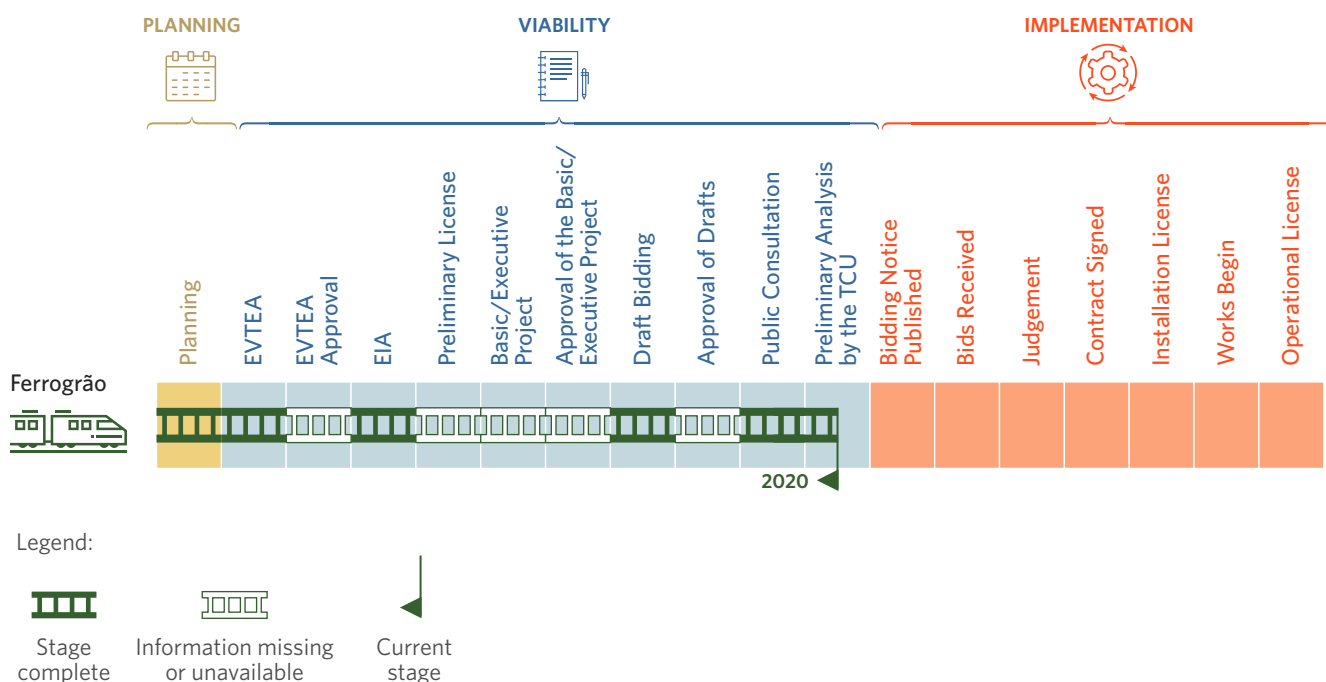 PLANNING
VIABILITY
IMPLEMENTATION
Planning
EVTEA
EVTEA
Approval
EIA
Preliminary License
Basic/Executive
Project
Approval of the Basic/
Executive Project
Draft Bidding
Approval of Drafts
Public Consultation
Preliminary Analysis
by the TCU
Bidding Notice
Published
Bids Received
Judgement
Contract Signed
Installation License
Works Begin
Operational License
Ferrogrão
2020
Legend:
Stage
complete
Information missing
or unavailable
Current
stage